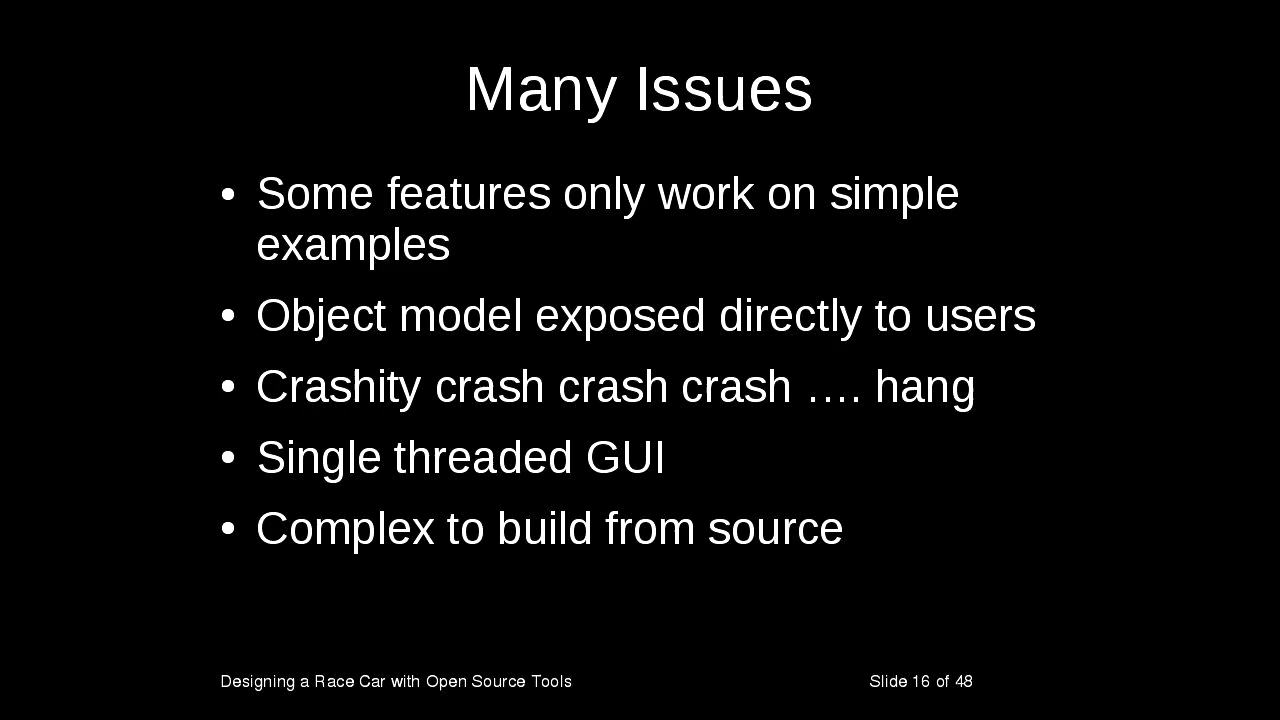 Many Issues
• Some features only work on simple
examples
• Object model exposed directly to users
• Crashity crash crash crash …. hang
• Single threaded GUI
• Complex to build from source
Designing a Race Car with Open Source Tools
Slide 16 of 48